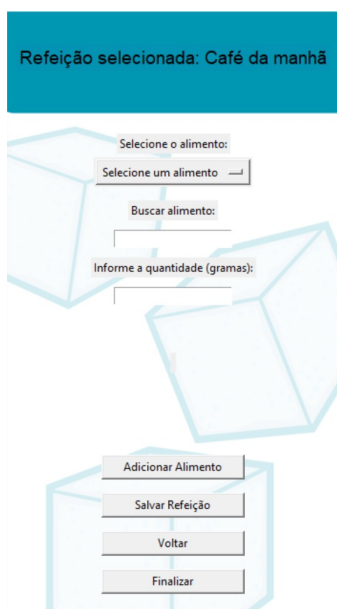 Refeição selecionada: Café da manhã
Selecione o alimento:
Selecione um alimento
Buscar alimento:
Informe a quantidade (gramas):
Adicionar Alimento
Salvar Refeição
Voltar
Finalizar